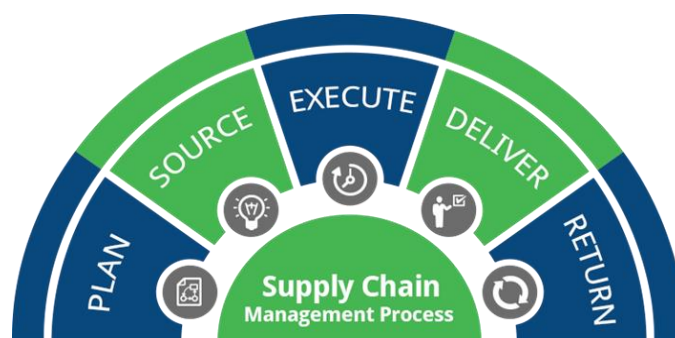 PLAN
SOURCE
EXECUTE
DELIVER
RETURN
Supply Chain
Management Process